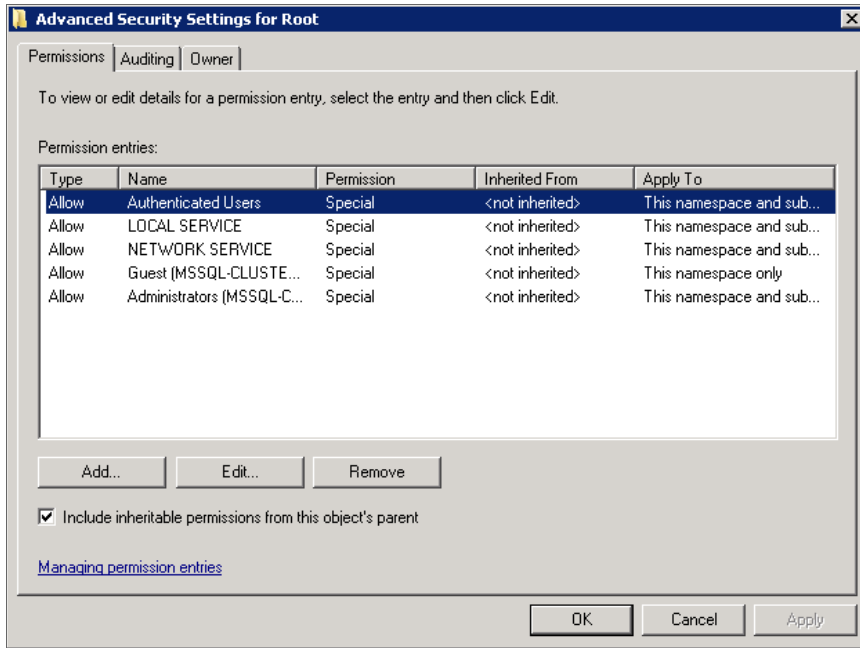 Advanced Security Settings for Root
Permissions Auditing Owner
To view or edit details for a permission entry, select the entry and then click Edit.
Permission entries:
Type Name Permission Inherited From Apply To
Allow Authenticated Users Special <not inherited> This namespace and sub...
Allow LOCAL SERVICE Special <not inherited> This namespace and sub...
Allow NETWORK SERVICE Special <not inherited> This namespace and sub...
Allow Guest (MSSQL-CLUSTE... Special <not inherited> This namespace only
Allow Administrators (MSSQL-C... Special <not inherited> This namespace and sub...
Add... Edit... Remove
Include inheritable permissions from this object's parent
Managing permission entries
OK Cancel Apply